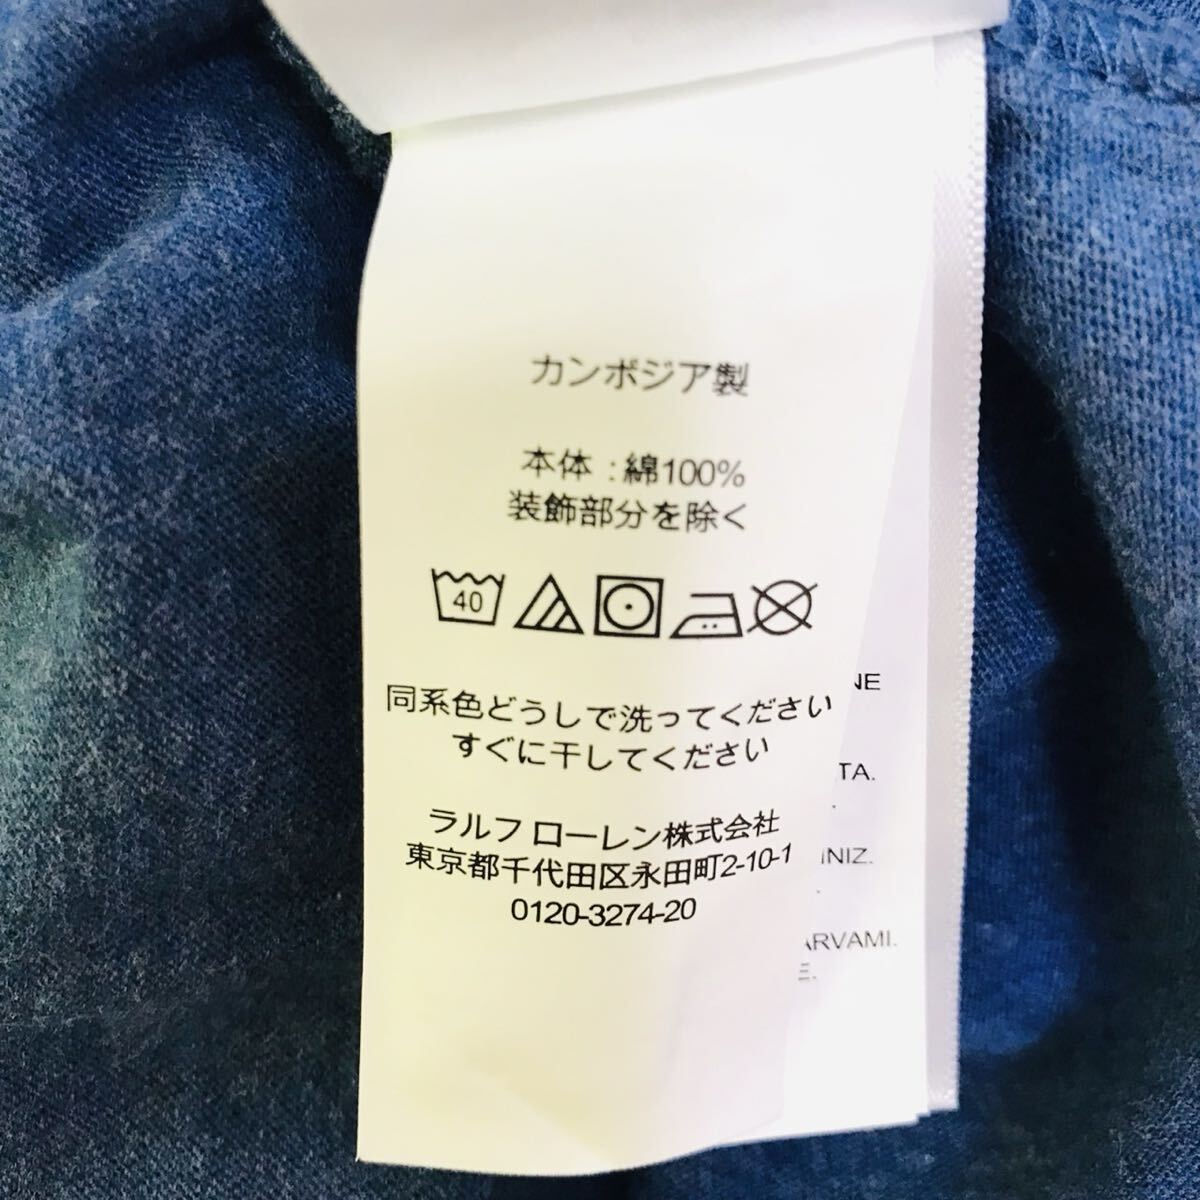 カンボジア製
本体 : 綿100%
装飾部分を除く
40
同系色どうしで洗ってください
すぐに干してください
ラルフ ローレン株式会社
東京都千代田区永田町2-10-1
0120-3274-20
TA.
INIZ.
ARVAMI.